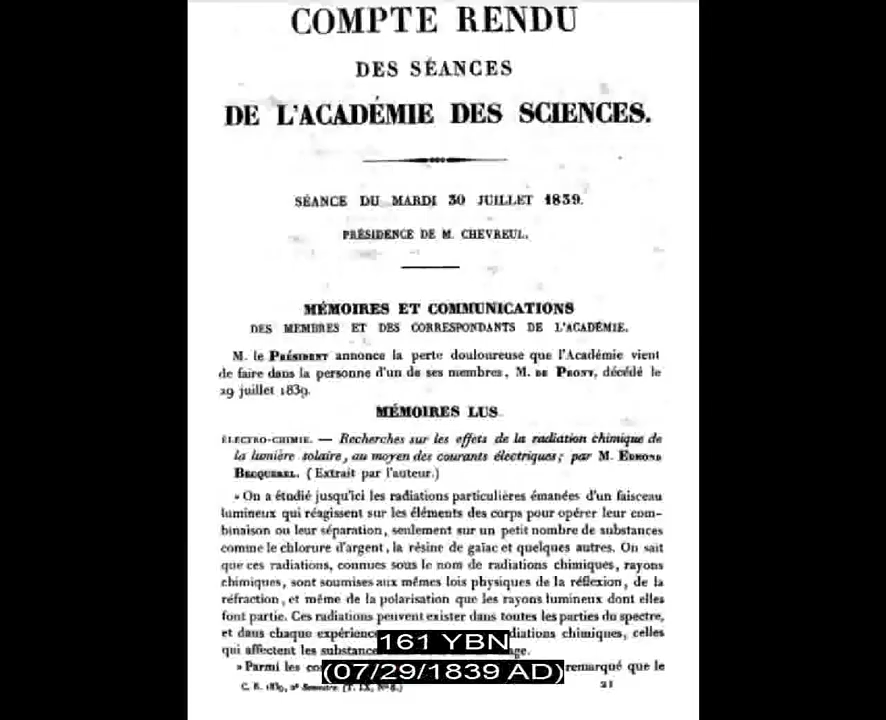 COMPTE RENDU
DES SÉANCES
DE L'ACADÉMIE DES SCIENCES.
SÉANCE DU MARDI 30 JUILLET 1839.
PRÉSIDENCE DE M. CHEVREUL.
MÉMOIRES ET COMMUNICATIONS
DES MEMBRES ET DES CORRESPONDANTS DE L'ACADÉMIE.
M. le PRÉSIDENT annonce la perte douloureuse que l'Académie vient
de faire dans la personne d'un de ses membres, M. DE PRONY, décédé le
29 juillet 1839.
MÉMOIRES LUS
ÉLECTRO-CHIMIE. — Recherches sur les effets de la radiation chimique de
la lumière solaire, au moyen des courants électriques; par M. EDMOND
BECQUEREL. (Extrait par l'auteur.)
» On a étudié jusqu'ici les radiations particulières émanées d'un faisceau
lumineux qui réagissent sur les éléments des corps pour opérer leur com-
binaison ou leur séparation, seulement sur un petit nombre de substances
comme le chlorure d'argent, la résine de gaïac et quelques autres. On sait
que ces radiations, connues sous le nom de radiations chimiques, rayons
chimiques, sont soumises aux mêmes lois physiques de la réflexion, de la
réfraction, et même de la polarisation que les rayons lumineux dont elles
font partie. Ces radiations peuvent exister dans toutes les parties du spectre,
et dans chaque expérience diations chimiques, celles
qui affectent les substance ge.
» Parmi les co remarqué que le
C. R. 1839, 2e Semestre. (T. IX, N° 5.) 21
161 YBN
(07/29/1839 AD)